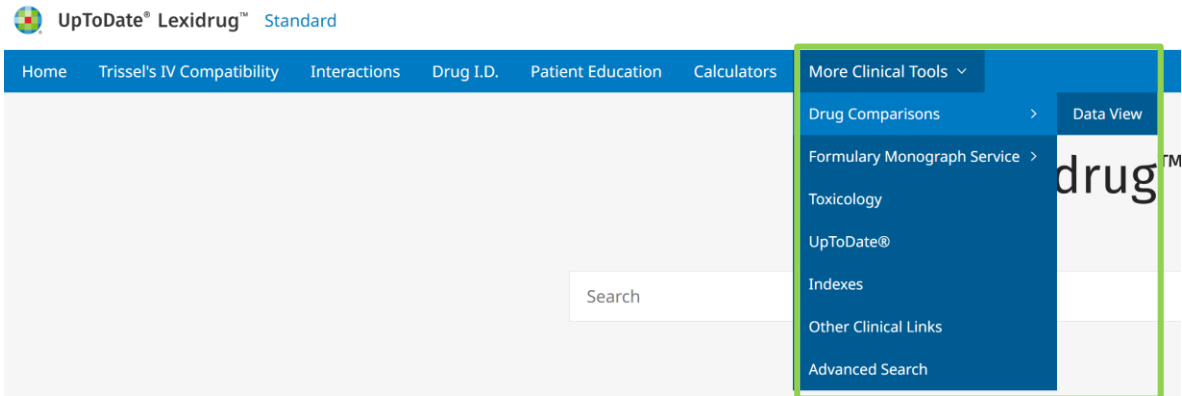 UpToDate® Lexidrug™ Standard
Home Trissel's IV Compatibility Interactions Drug I.D. Patient Education Calculators More Clinical Tools
Drug Comparisons Data View
Formulary Monograph Service
drug™
Toxicology
UpToDate®
Indexes
Search
Other Clinical Links
Advanced Search